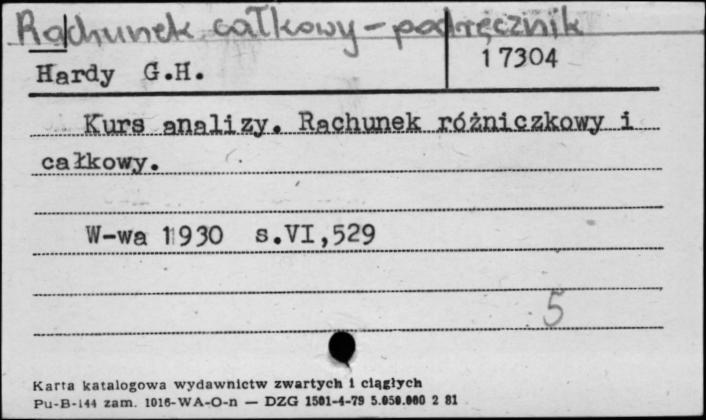 Rachunek całkowy - podręcznik
Hardy G.H.
17304
Kurs analizy. Rachunek różniczkowy i
całkowy.
W-wa 1930 s.VI,529
5
Karta katalogowa wydawnictw zwartych i ciągłych
Pu-B-144 zam. 1016-WA-O-n — DZG 1501-4-79 5.050.000 2 81